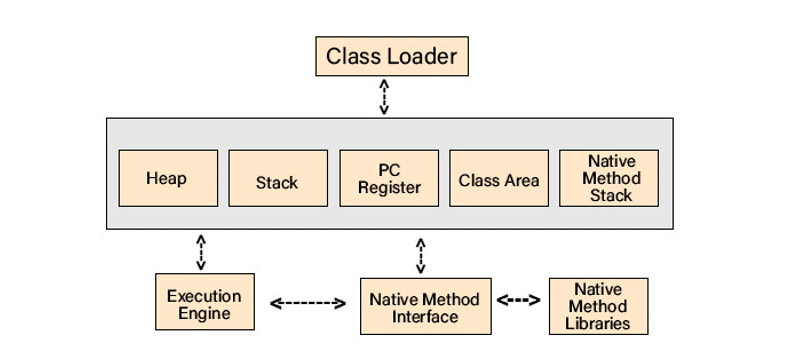 Class Loader
Heap
Stack
PC
Register
Class Area
Native
Method
Stack
Execution
Engine
Native Method
Interface
Native
Method
Libraries